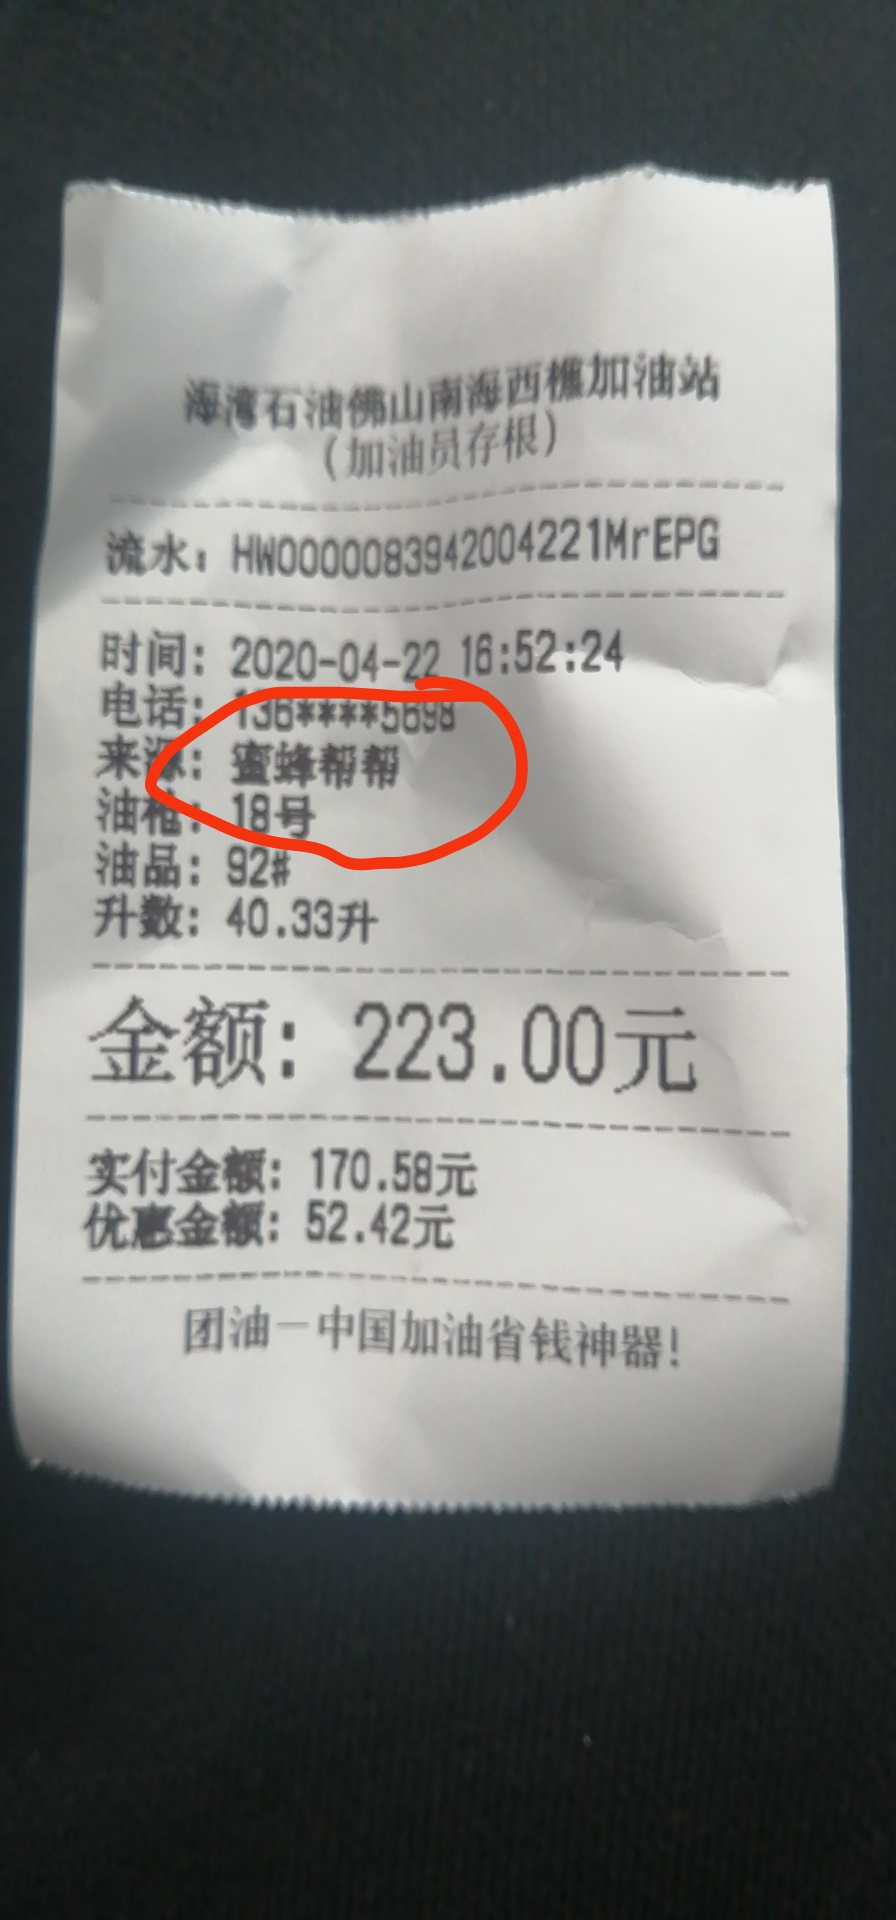 海湾石油佛山南海西樵加油站
(加油员存根)
流水：HW0000083942004221MrEPG
时间：2020-04-22 16:52:24
电话：136****5698
来源：蜜蜂帮帮
油枪：18号
油品：92#
升数：40.33升
金额：223.00元
实付金额：170.58元
优惠金额：52.42元
团油－中国加油省钱神器！